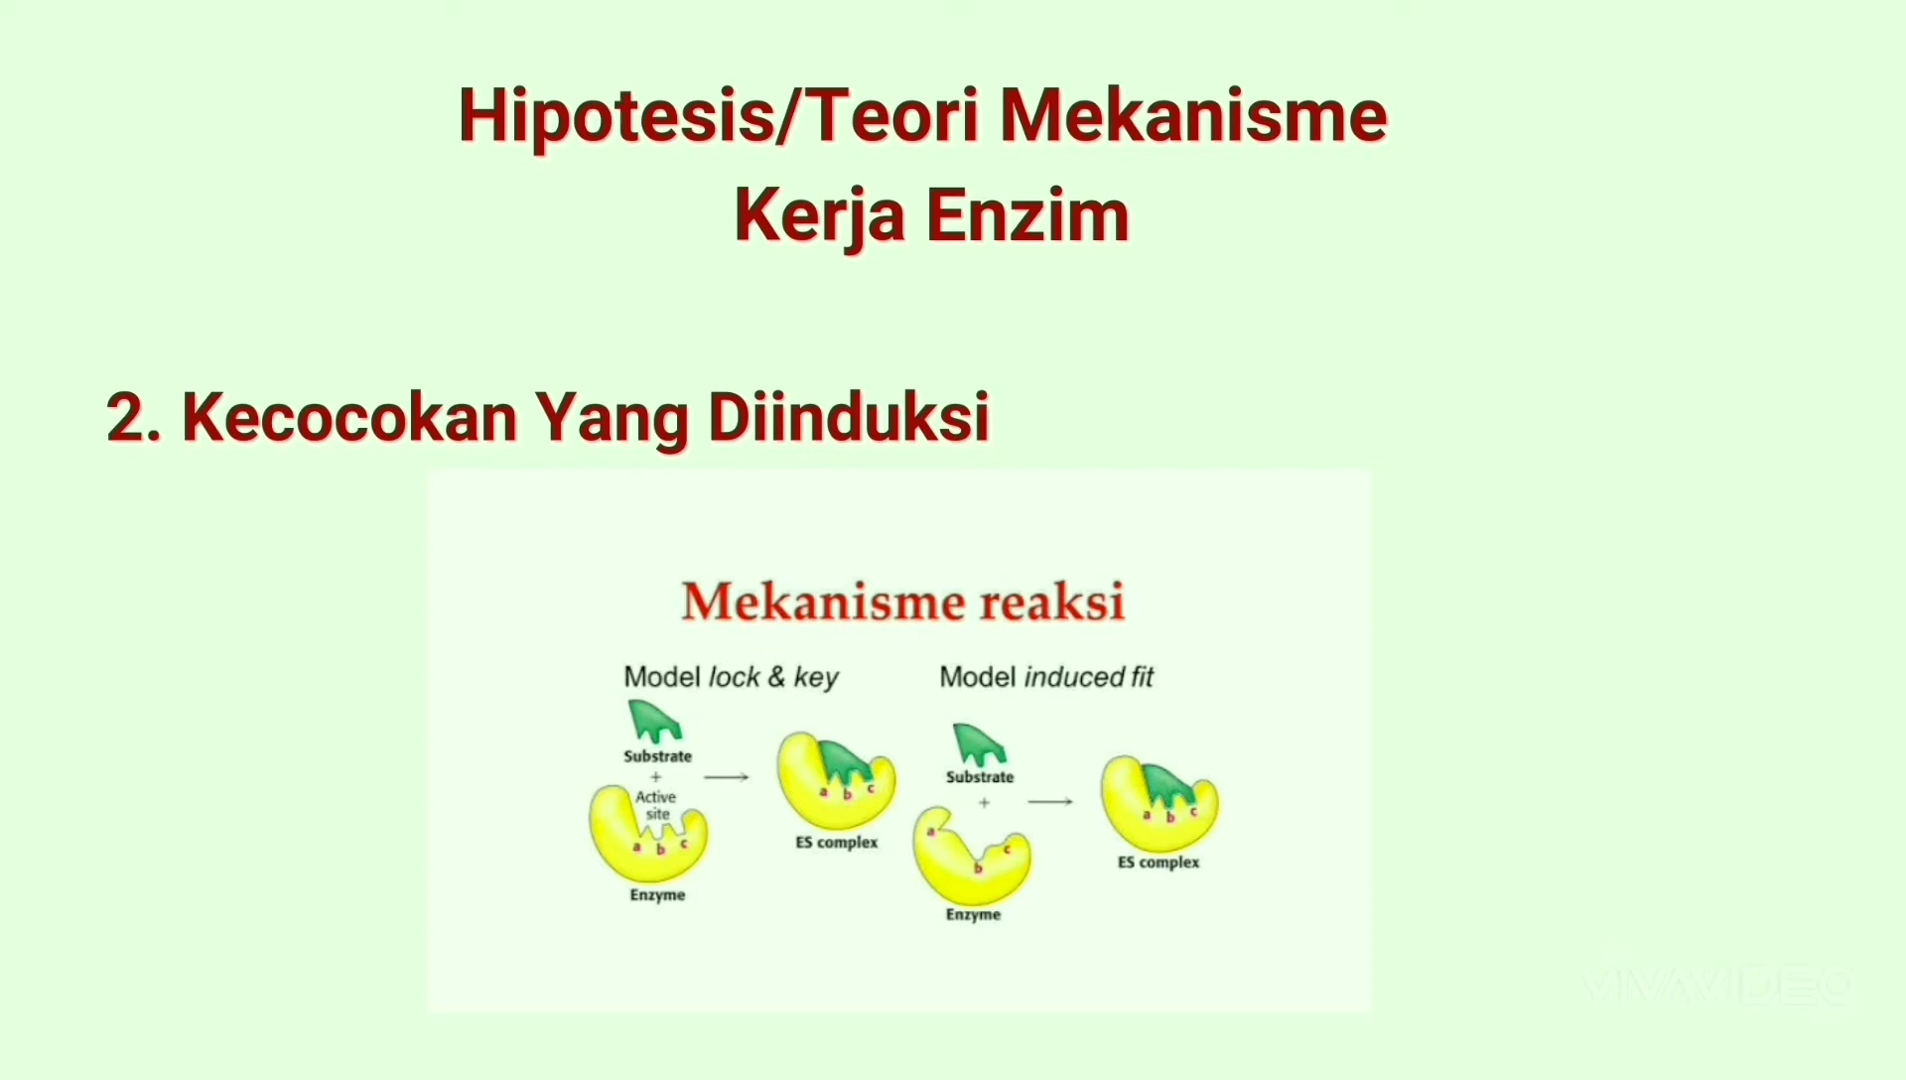 Hipotesis/Teori Mekanisme
Kerja Enzim
2. Kecocokan Yang Diinduksi
Mekanisme reaksi
Model lock & key
Substrate
+
Active
site
a b c
Enzyme
a b c
ES complex
Model induced fit
Substrate
+
a
b
c
Enzyme
a b c
ES complex
VIVAVIDEO